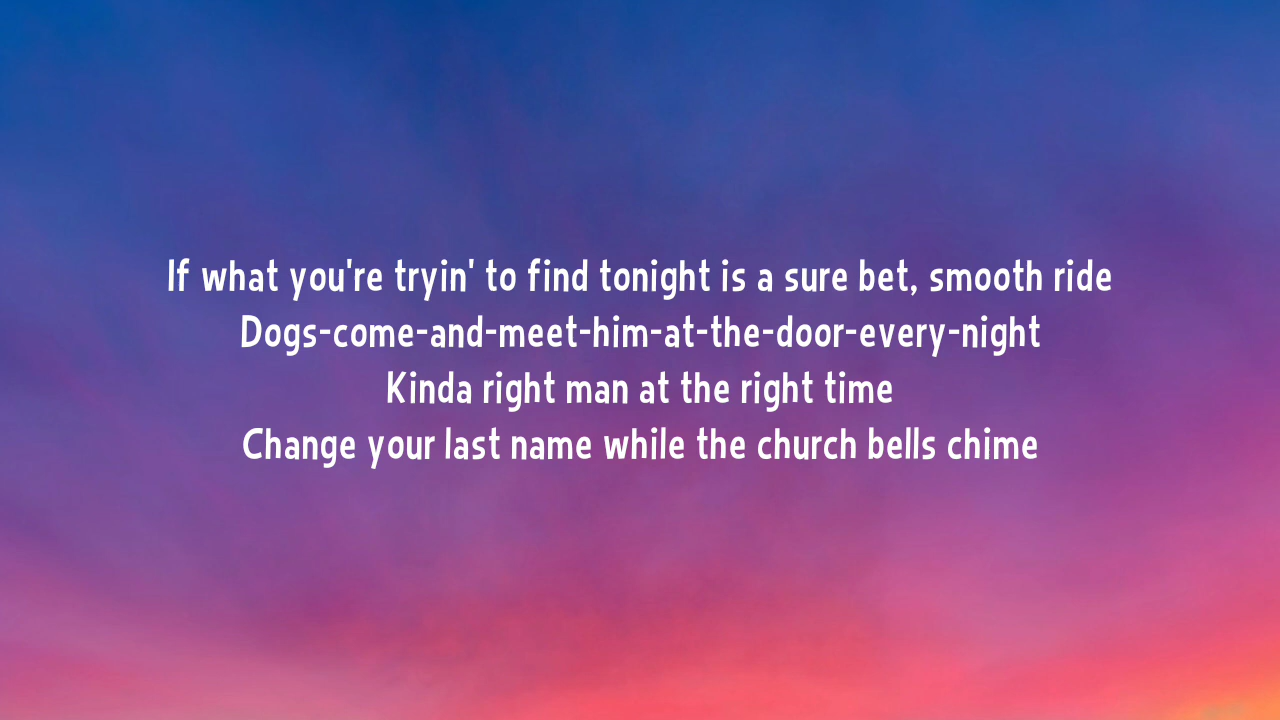 If what you're tryin' to find tonight is a sure bet, smooth ride
Dogs-come-and-meet-him-at-the-door-every-night
Kinda right man at the right time
Change your last name while the church bells chime